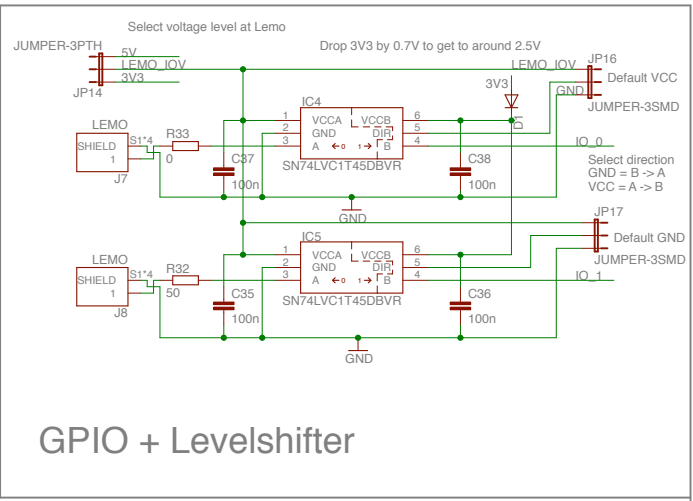 Select voltage level at Lemo
JUMPER-3PTH
5V
LEMO_IOV
3V3
JP14
Drop 3V3 by 0.7V to get to around 2.5V
LEMO_IOV
JP16
Default VCC
GND
JUMPER-3SMD
3V3
D1
IC4
1 VCCA VCCB 6
2 GND DIR 5
3 A ←0 1→ B 4
SN74LVC1T45DBVR
LEMO
SHIELD S1*4
1
J7
R33
0
C37
100n
C38
100n
GND
IO_0
Select direction
GND = B -> A
VCC = A -> B
JP17
Default GND
JUMPER-3SMD
IC5
1 VCCA VCCB 6
2 GND DIR 5
3 A ←0 1→ B 4
SN74LVC1T45DBVR
LEMO
SHIELD S1*4
1
J8
R32
50
C35
100n
C36
100n
GND
IO_1
GPIO + Levelshifter